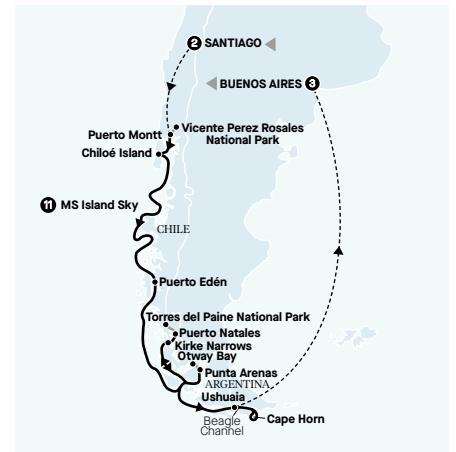 2 SANTIAGO
BUENOS AIRES 3
Vicente Perez Rosales
National Park
Puerto Montt
Chiloé Island
11 MS Island Sky
CHILE
Puerto Edén
Torres del Paine National Park
Puerto Natales
Kirke Narrows
Otway Bay
Punta Arenas
ARGENTINA
Ushuaia
Beagle
Channel
Cape Horn